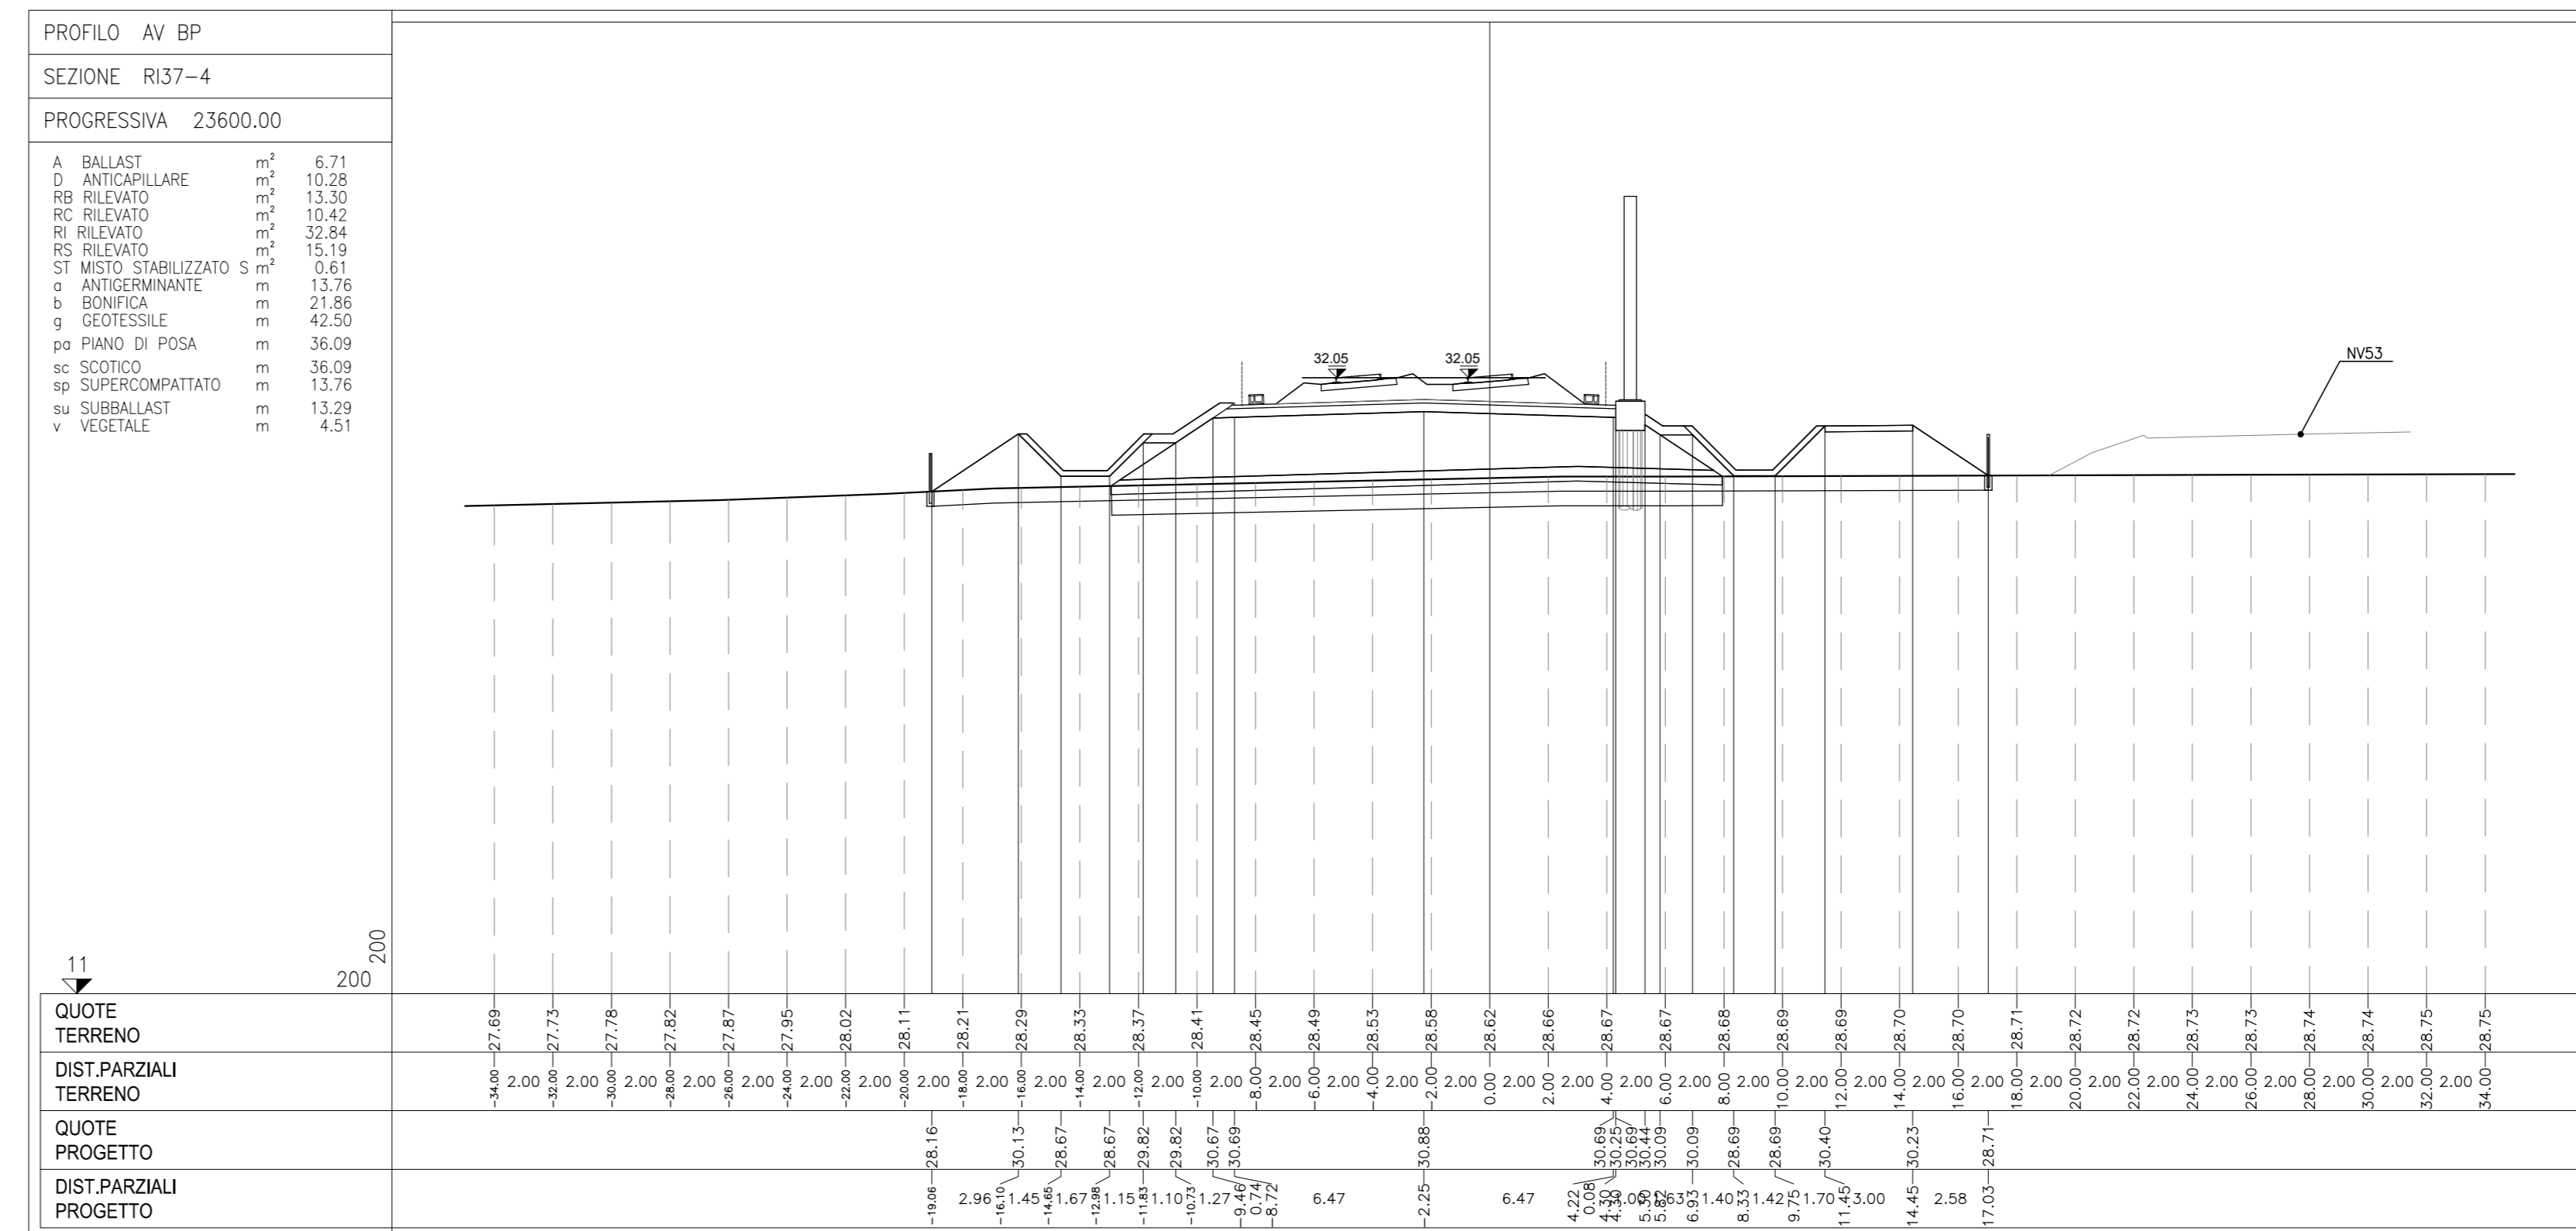 PROFILO AV BP
SEZIONE RI37-4
PROGRESSIVA 23600.00
A BALLAST m² 6.71
D ANTICAPILLARE m² 10.28
RB RILEVATO m² 13.30
RC RILEVATO m² 10.42
RI RILEVATO m² 32.84
RS RILEVATO m² 15.19
ST MISTO STABILIZZATO S m² 0.61
a ANTIGERMINANTE m 13.76
b BONIFICA m 21.86
g GEOTESSILE m 42.50
pa PIANO DI POSA m 36.09
sc SCOTICO m 36.09
sp SUPERCOMPATTATO m 13.76
su SUBBALLAST m 13.29
v VEGETALE m 4.51
32.05 32.05
NV53
11 200 200
QUOTE
TERRENO
27.69 27.73 27.78 27.82 27.87 27.95 28.02 28.11 28.21 28.29 28.33 28.37 28.41 28.45 28.49 28.53 28.58 28.62 28.66 28.67 28.67 28.68 28.69 28.69 28.70 28.70 28.71 28.72 28.72 28.73 28.73 28.74 28.74 28.75 28.75
DIST.PARZIALI
TERRENO
-34.00 2.00 -32.00 2.00 -30.00 2.00 -28.00 2.00 -26.00 2.00 -24.00 2.00 -22.00 2.00 -20.00 2.00 -18.00 2.00 -16.00 2.00 -14.00 2.00 -12.00 2.00 -10.00 2.00 -8.00 2.00 -6.00 2.00 -4.00 2.00 -2.00 2.00 0.00 2.00 2.00 2.00 4.00 2.00 6.00 2.00 8.00 2.00 10.00 2.00 12.00 2.00 14.00 2.00 16.00 2.00 18.00 2.00 20.00 2.00 22.00 2.00 24.00 2.00 26.00 2.00 28.00 2.00 30.00 2.00 32.00 2.00 34.00
QUOTE
PROGETTO
28.16 30.13 28.67 28.67 29.82 29.82 30.67 30.69 30.88 30.69 30.25 30.69 30.44 30.09 30.09 28.69 28.69 30.40 30.23 28.71
DIST.PARZIALI
PROGETTO
-19.06 2.96 -16.10 1.45 -14.65 1.67 -12.98 1.15 -11.83 1.10 -10.73 1.27 -9.46 0.74 -8.72 6.47 -2.25 6.47 4.22 0.08 4.30 4.30 5.30 5.82 6.93 1.40 8.33 1.42 9.75 1.70 11.45 3.00 14.45 2.58 17.03